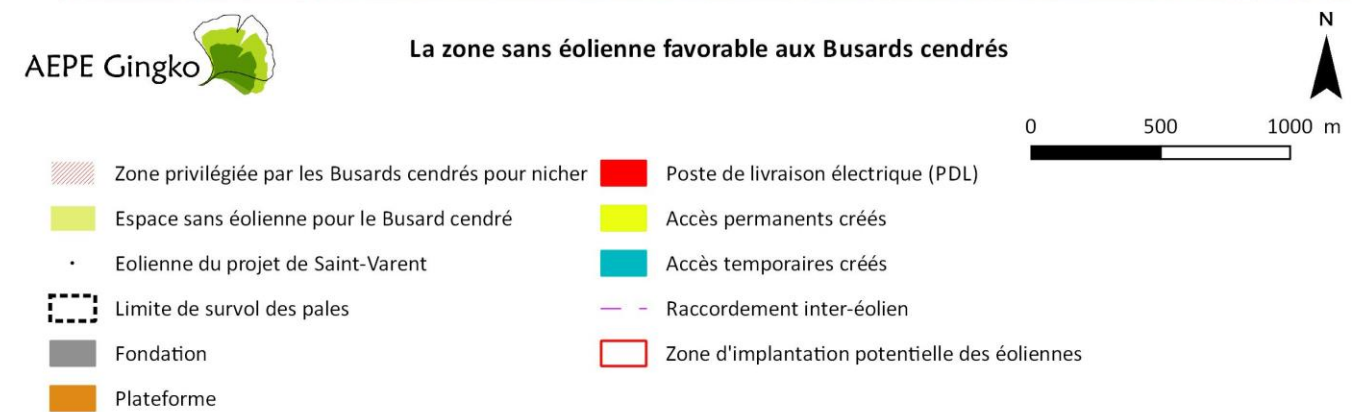 N
AEPE Gingko
La zone sans éolienne favorable aux Busards cendrés
0 500 1000 m
Zone privilégiée par les Busards cendrés pour nicher
Espace sans éolienne pour le Busard cendré
Eolienne du projet de Saint-Varent
Limite de survol des pales
Fondation
Plateforme
Poste de livraison électrique (PDL)
Accès permanents créés
Accès temporaires créés
Raccordement inter-éolien
Zone d'implantation potentielle des éoliennes